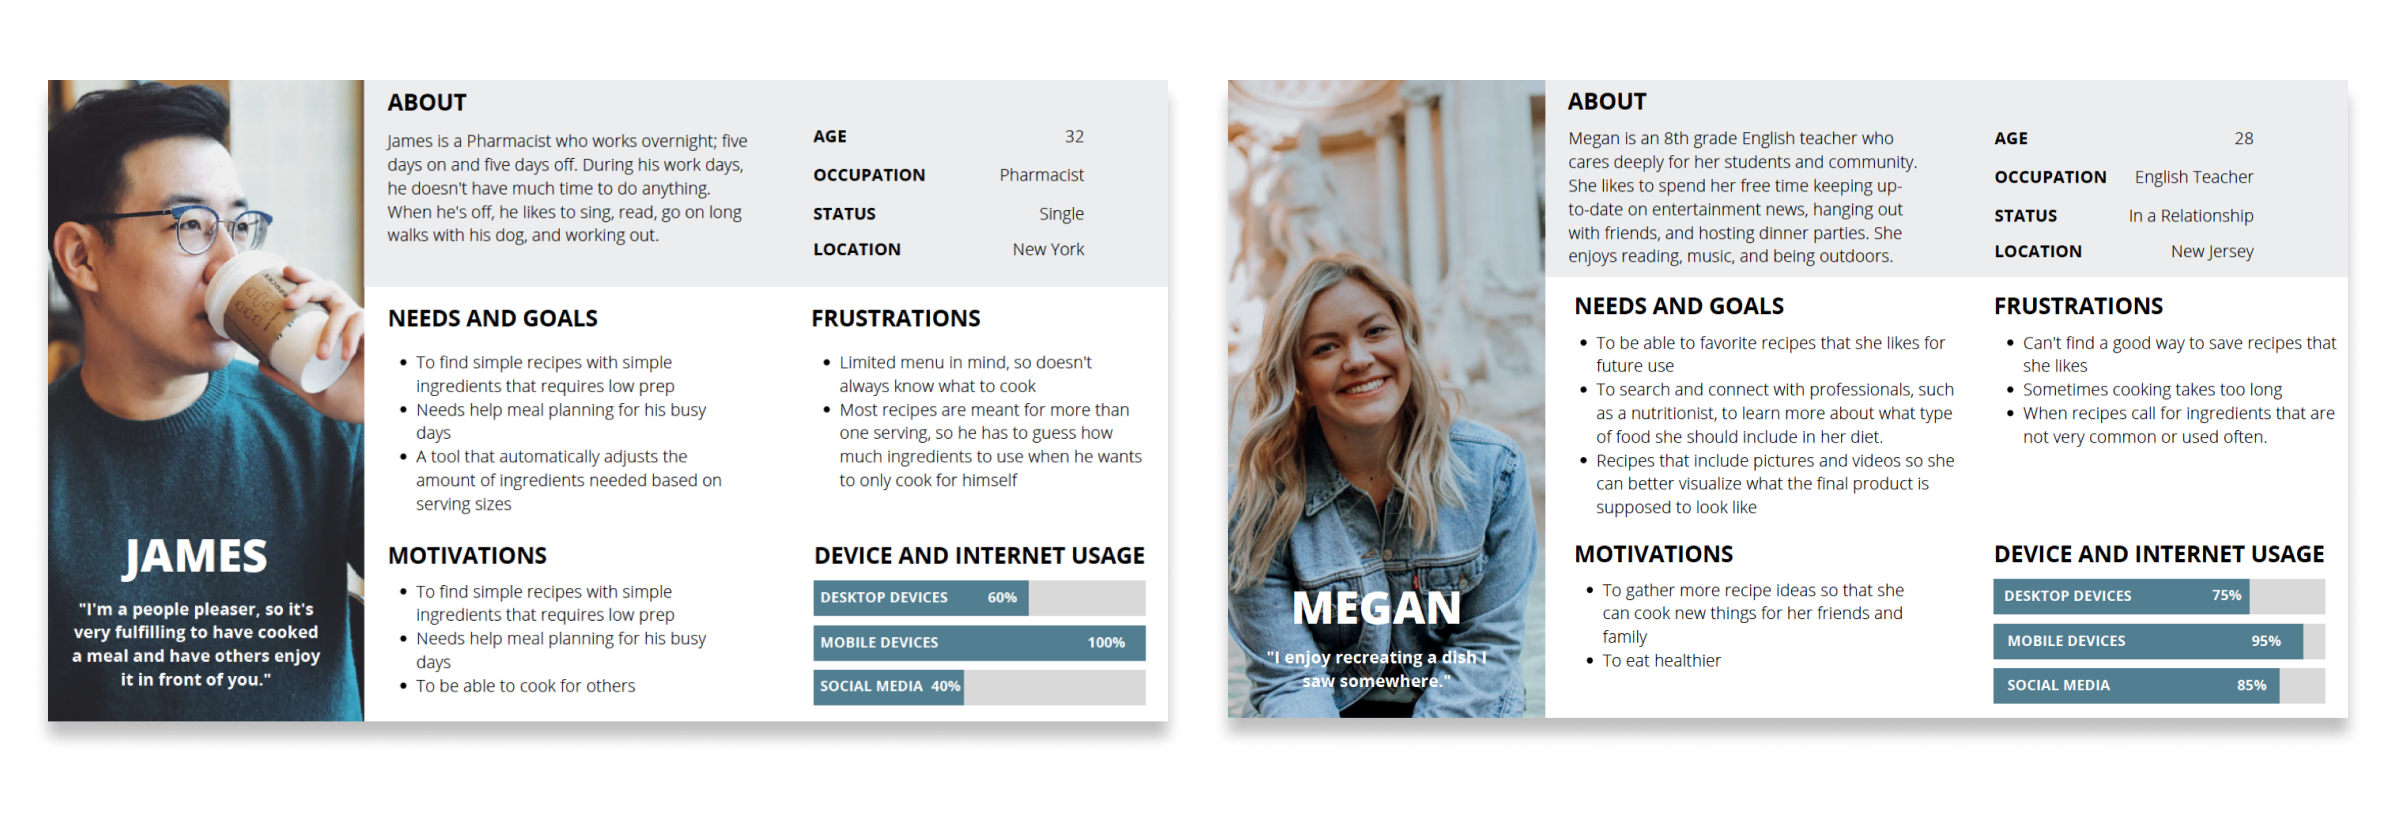 ABOUT
James is a Pharmacist who works overnight; five
days on and five days off. During his work days,
he doesn't have much time to do anything.
When he's off, he likes to sing, read, go on long
walks with his dog, and working out.
AGE 32
OCCUPATION Pharmacist
STATUS Single
LOCATION New York
NEEDS AND GOALS
• To find simple recipes with simple
ingredients that requires low prep
• Needs help meal planning for his busy
days
• A tool that automatically adjusts the
amount of ingredients needed based on
serving sizes
FRUSTRATIONS
• Limited menu in mind, so doesn't
always know what to cook
• Most recipes are meant for more than
one serving, so he has to guess how
much ingredients to use when he wants
to only cook for himself
JAMES
"I'm a people pleaser, so it's
very fulfilling to have cooked
a meal and have others enjoy
it in front of you."
MOTIVATIONS
• To find simple recipes with simple
ingredients that requires low prep
• Needs help meal planning for his busy
days
• To be able to cook for others
DEVICE AND INTERNET USAGE
DESKTOP DEVICES 60%
MOBILE DEVICES 100%
SOCIAL MEDIA 40%
ABOUT
Megan is an 8th grade English teacher who
cares deeply for her students and community.
She likes to spend her free time keeping up-
to-date on entertainment news, hanging out
with friends, and hosting dinner parties. She
enjoys reading, music, and being outdoors.
AGE 28
OCCUPATION English Teacher
STATUS In a Relationship
LOCATION New Jersey
NEEDS AND GOALS
• To be able to favorite recipes that she likes for
future use
• To search and connect with professionals, such
as a nutritionist, to learn more about what type
of food she should include in her diet.
• Recipes that include pictures and videos so she
can better visualize what the final product is
supposed to look like
FRUSTRATIONS
• Can't find a good way to save recipes that
she likes
• Sometimes cooking takes too long
• When recipes call for ingredients that are
not very common or used often.
MEGAN
"I enjoy recreating a dish I
saw somewhere."
MOTIVATIONS
• To gather more recipe ideas so that she
can cook new things for her friends and
family
• To eat healthier
DEVICE AND INTERNET USAGE
DESKTOP DEVICES 75%
MOBILE DEVICES 95%
SOCIAL MEDIA 85%